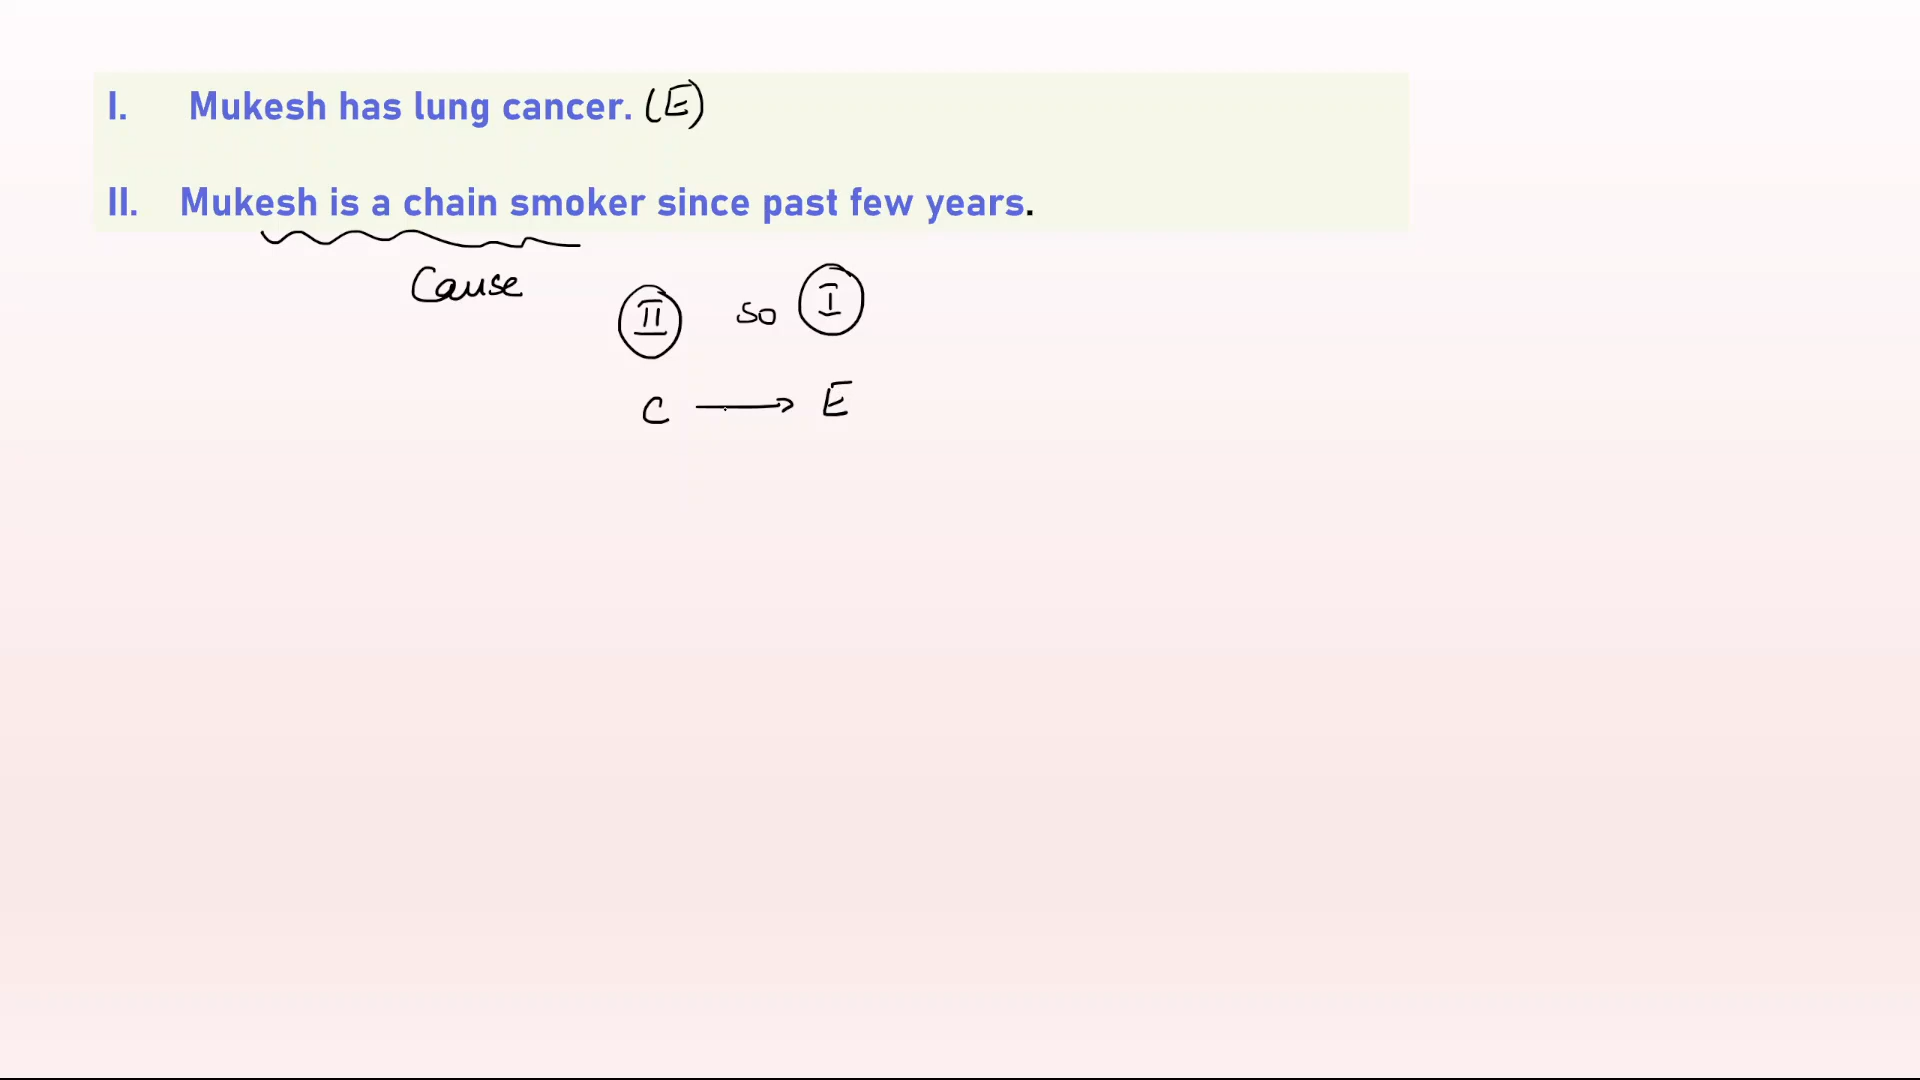 I. Mukesh has lung cancer. (E)
II. Mukesh is a chain smoker since past few years.
Cause
II so I
C → E